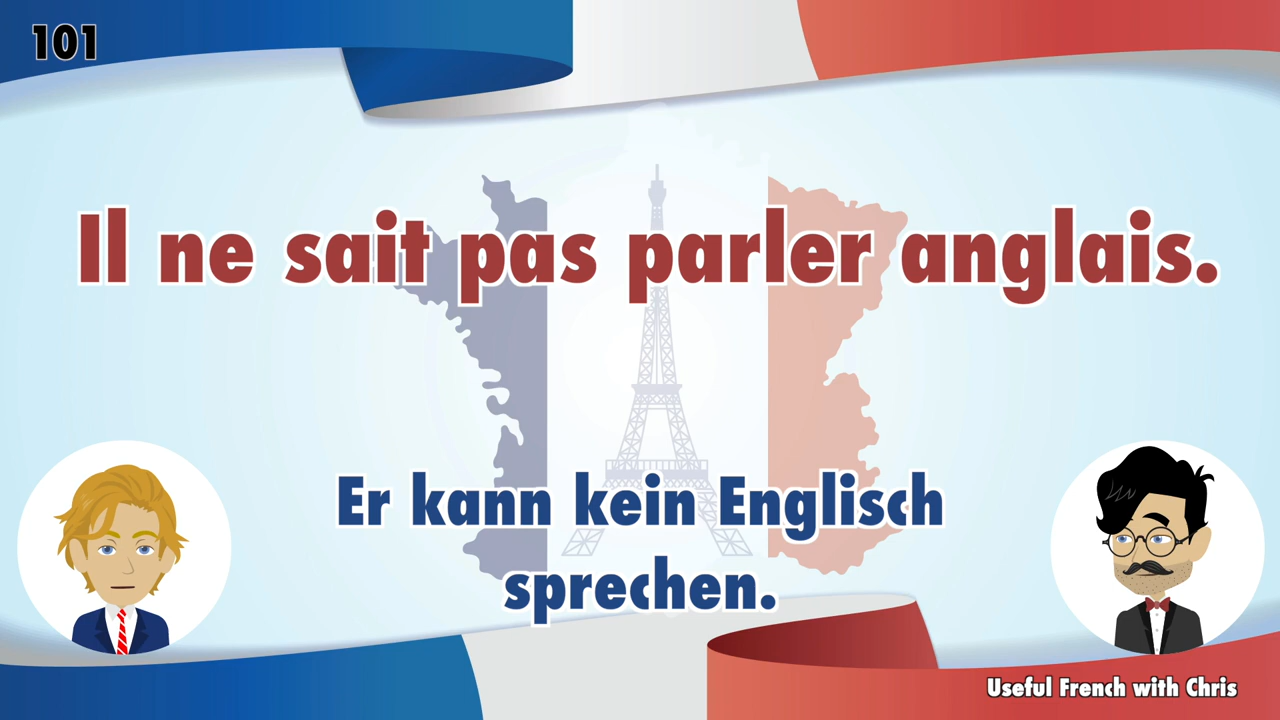 101
Il ne sait pas parler anglais.
Er kann kein Englisch
sprechen.
Useful French with Chris